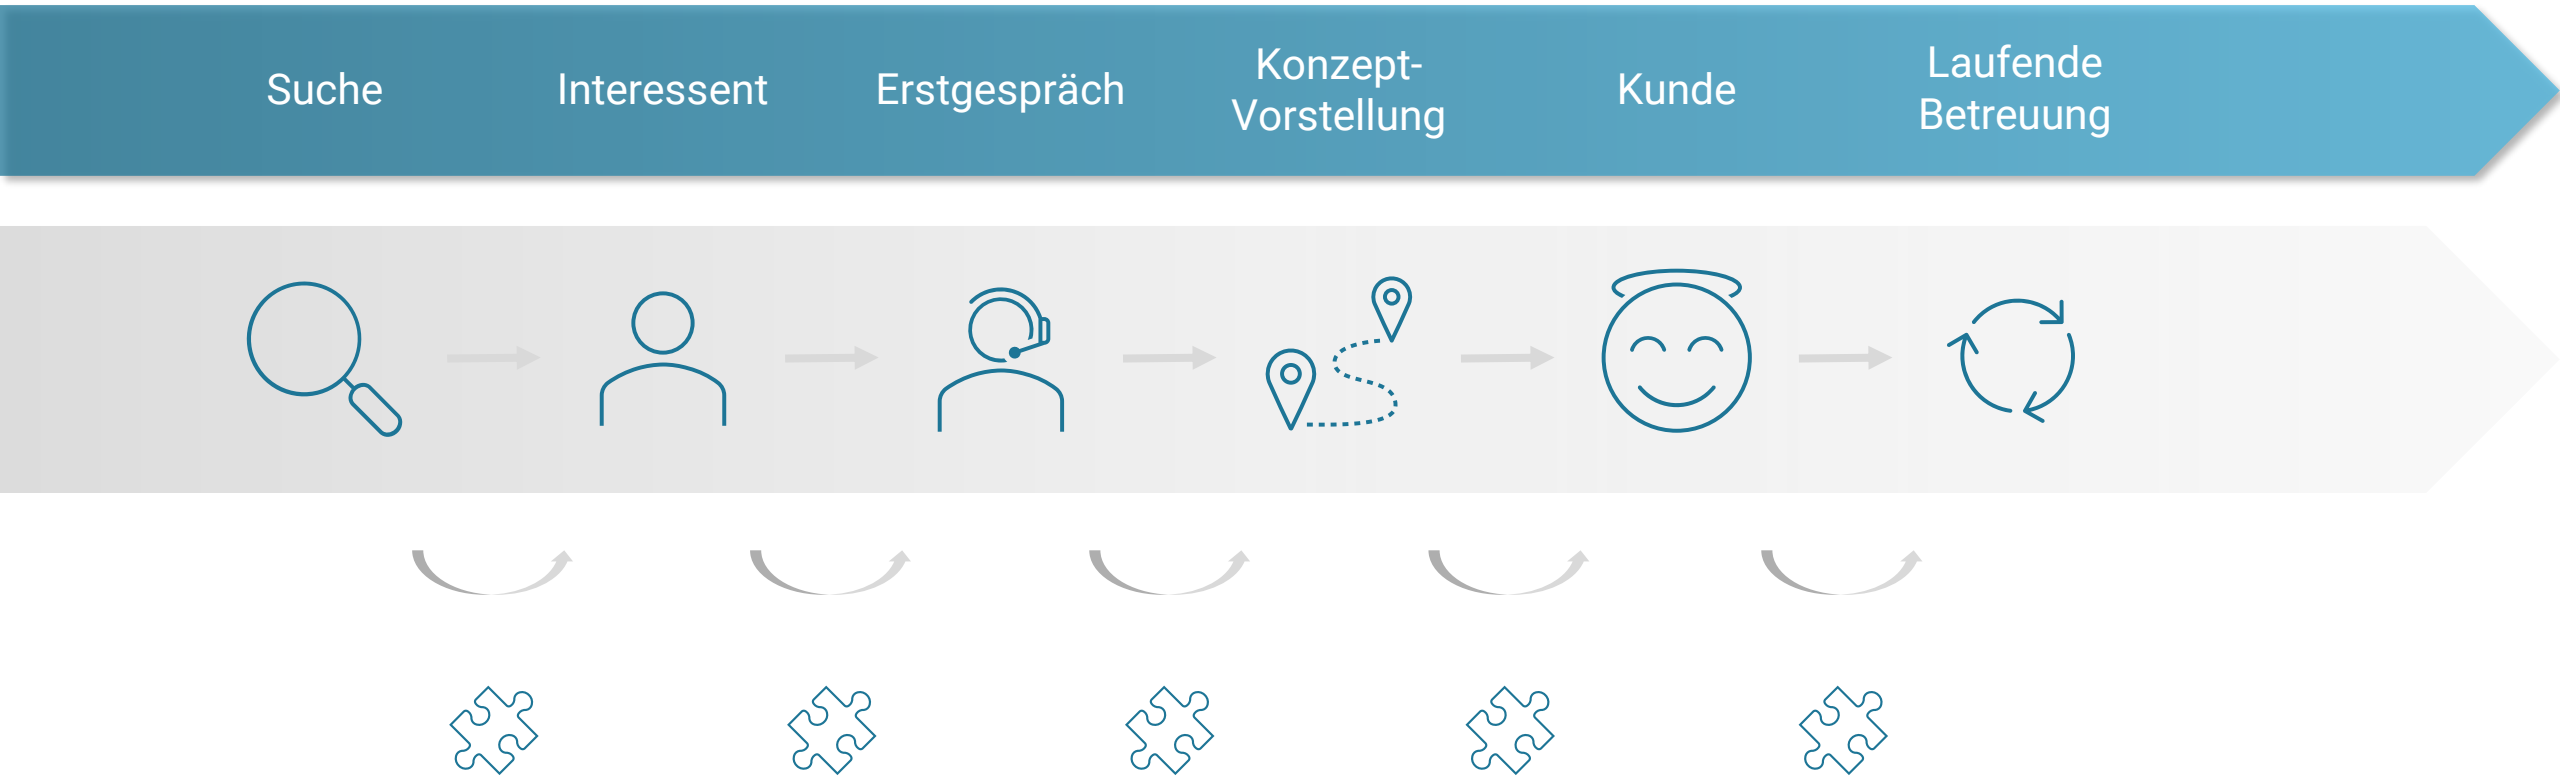 Suche
Interessent
Erstgespräch
Konzept-
Vorstellung
Kunde
Laufende
Betreuung